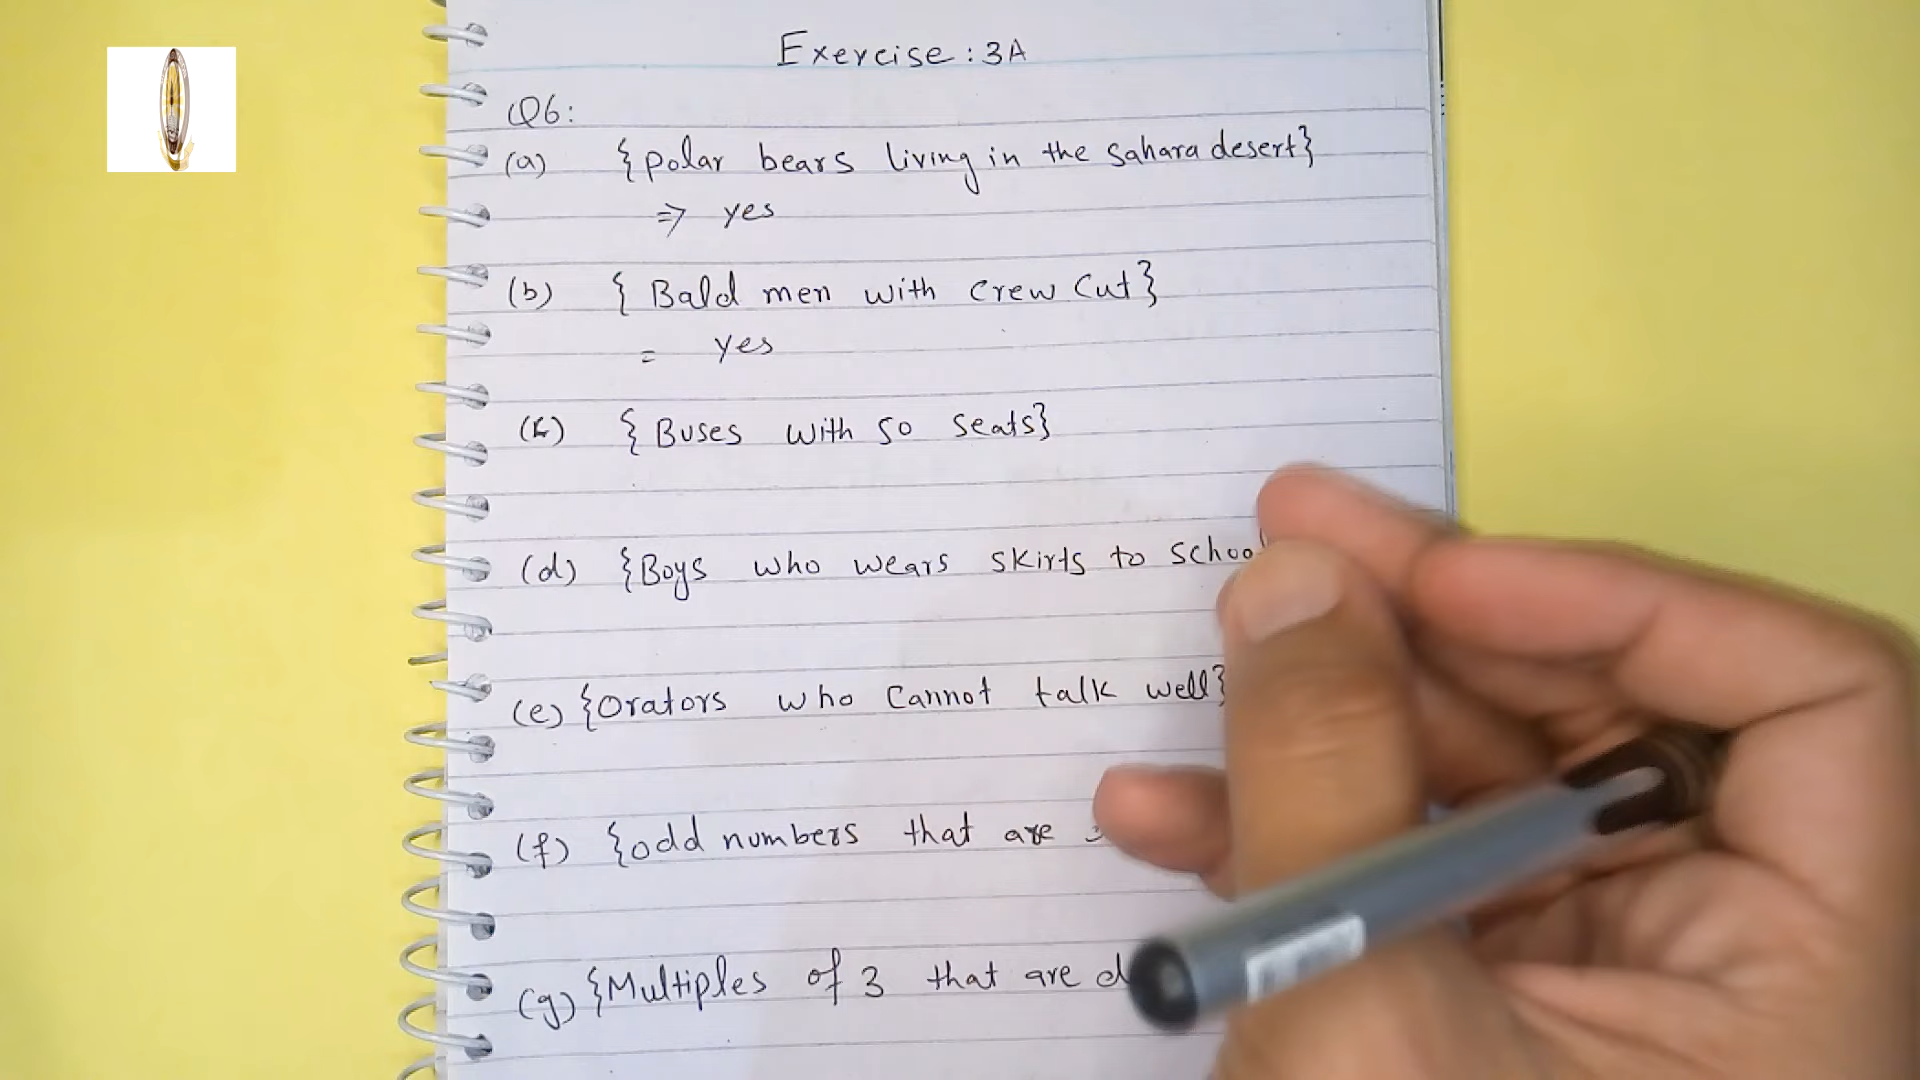 Exercise: 3A
Q6:
(a) {polar bears living in the sahara desert}
⇒ yes
(b) {Bald men with crew cut}
= yes
(c) {Buses with 50 seats}
(d) {Boys who wears skirts to school
(e) {Orators who cannot talk well}
(f) {odd numbers that are
(g) {Multiples of 3 that are